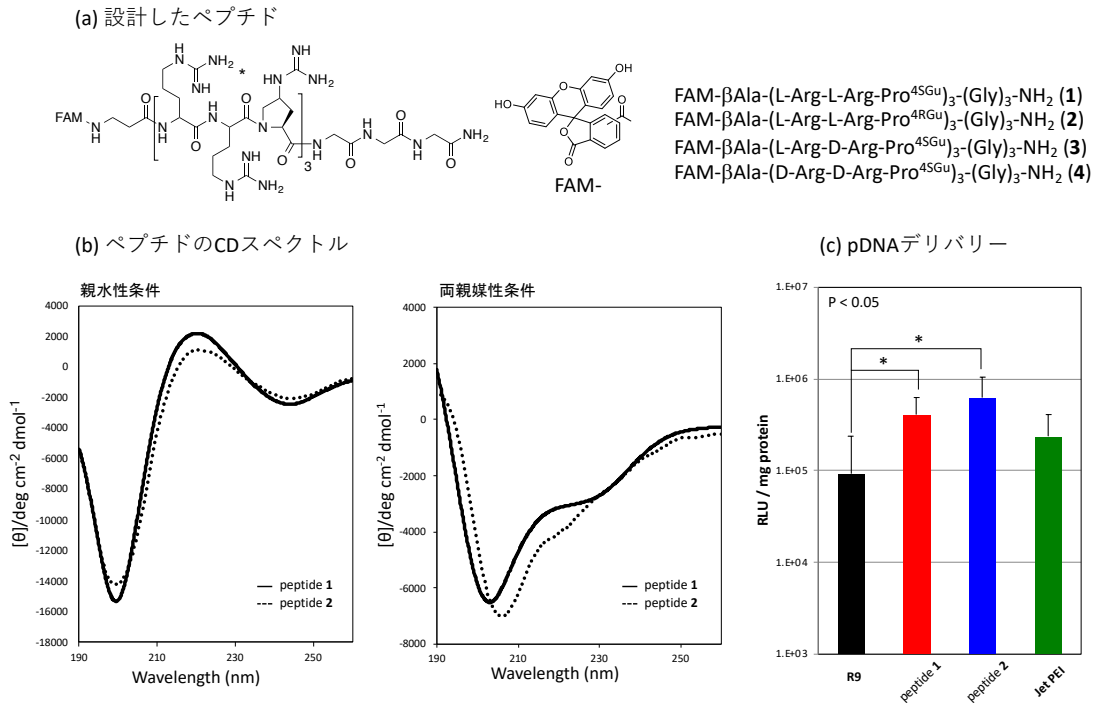 (a) 設計したペプチド
FAM
N
H
O
N
H
N
H
NH2
NH
*
O
H
N
O
HN
NH
NH2
N
O
3
H
N
O
N
H
O
H
N
O
NH2
HN
NH2
NH
O
OH
HO
O
O
O
FAM-
FAM-βAla-(L-Arg-L-Arg-Pro4SGu)3-(Gly)3-NH2 (1)
FAM-βAla-(L-Arg-L-Arg-Pro4RGu)3-(Gly)3-NH2 (2)
FAM-βAla-(L-Arg-D-Arg-Pro4SGu)3-(Gly)3-NH2 (3)
FAM-βAla-(D-Arg-D-Arg-Pro4SGu)3-(Gly)3-NH2 (4)
(b) ペプチドのCDスペクトル
親水性条件
[θ]/deg cm-2 dmol-1
4000
2000
0
-2000
-4000
-6000
-8000
-10000
-12000
-14000
-16000
-18000
190
210
230
250
Wavelength (nm)
peptide 1
peptide 2
両親媒性条件
[θ]/deg cm-2 dmol-1
4000
2000
0
-2000
-4000
-6000
-8000
190
210
230
250
Wavelength (nm)
peptide 1
peptide 2
(c) pDNAデリバリー
RLU / mg protein
1.E+07
1.E+06
1.E+05
1.E+04
1.E+03
P < 0.05
*
*
R9
peptide 1
peptide 2
Jet PEI